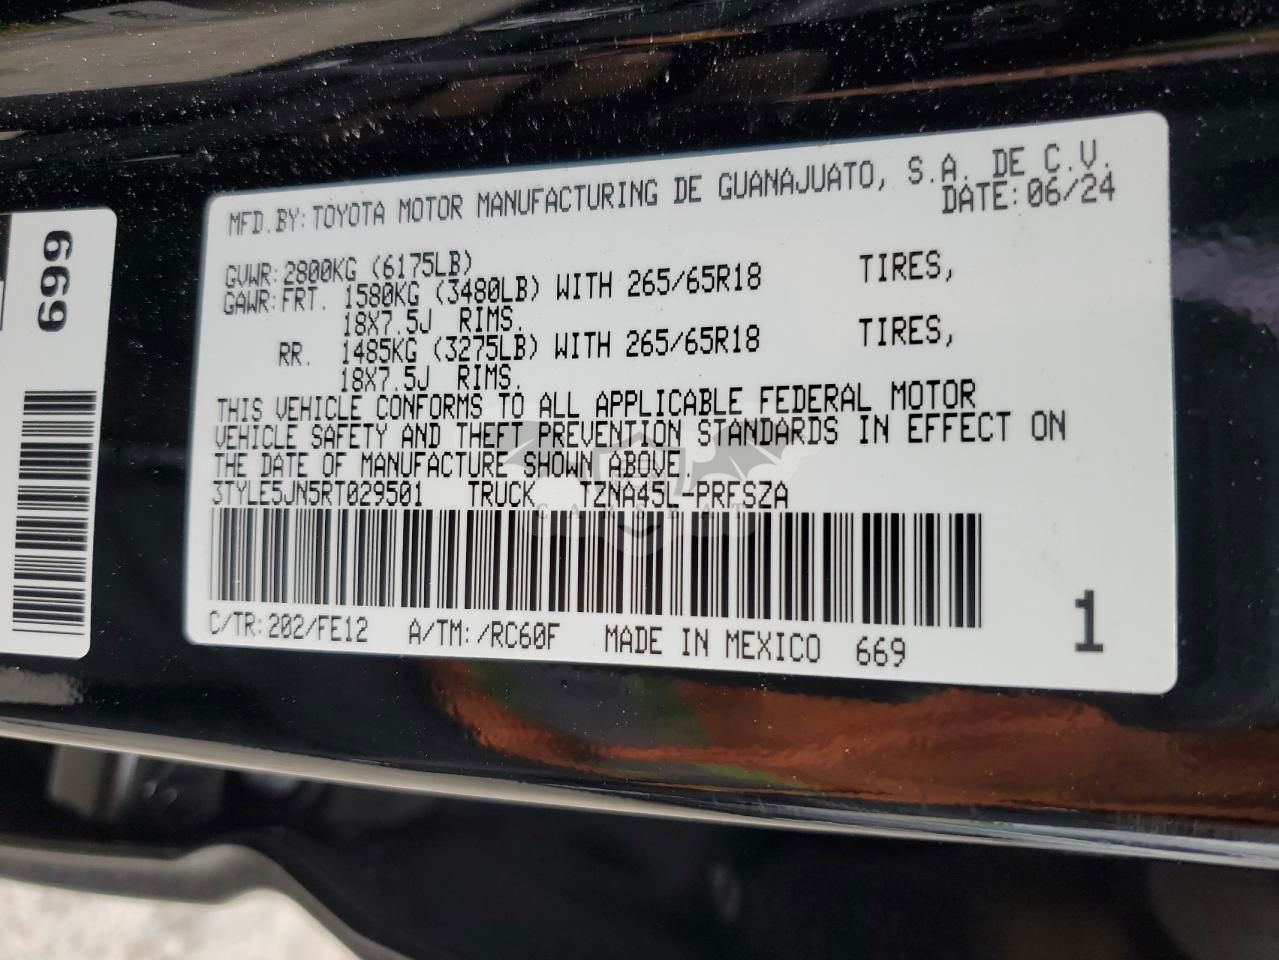 669
MFD.BY:TOYOTA MOTOR MANUFACTURING DE GUANAJUATO, S.A. DE C.V.
DATE:06/24
GVWR:2800KG (6175LB)
GAWR:FRT. 1580KG (3480LB) WITH 265/65R18 TIRES,
18X7.5J RIMS.
RR. 1485KG (3275LB) WITH 265/65R18 TIRES,
18X7.5J RIMS.
THIS VEHICLE CONFORMS TO ALL APPLICABLE FEDERAL MOTOR
VEHICLE SAFETY AND THEFT PREVENTION STANDARDS IN EFFECT ON
THE DATE OF MANUFACTURE SHOWN ABOVE.
3TYLE5JN5RT029501 TRUCK TZNA45L-PRFSZA
C/TR:202/FE12 A/TM:/RC60F MADE IN MEXICO 669
1